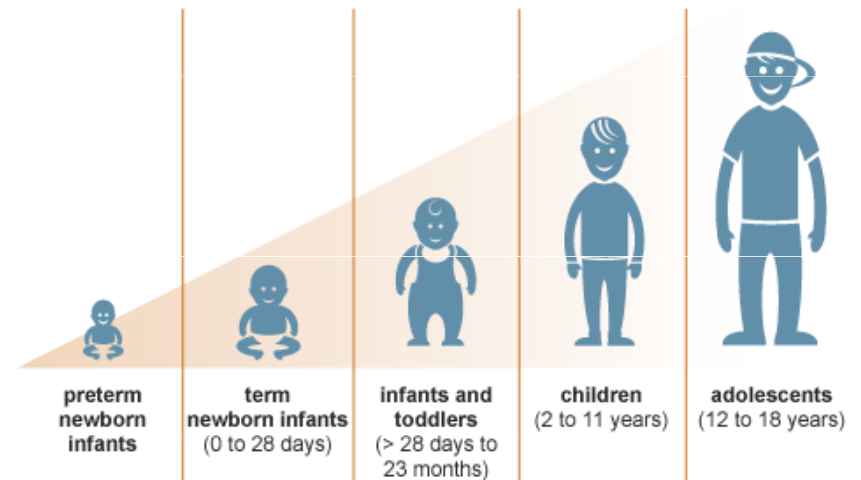 preterm
newborn
infants
term
newborn infants
(0 to 28 days)
infants and
toddlers
(> 28 days to
23 months)
children
(2 to 11 years)
adolescents
(12 to 18 years)